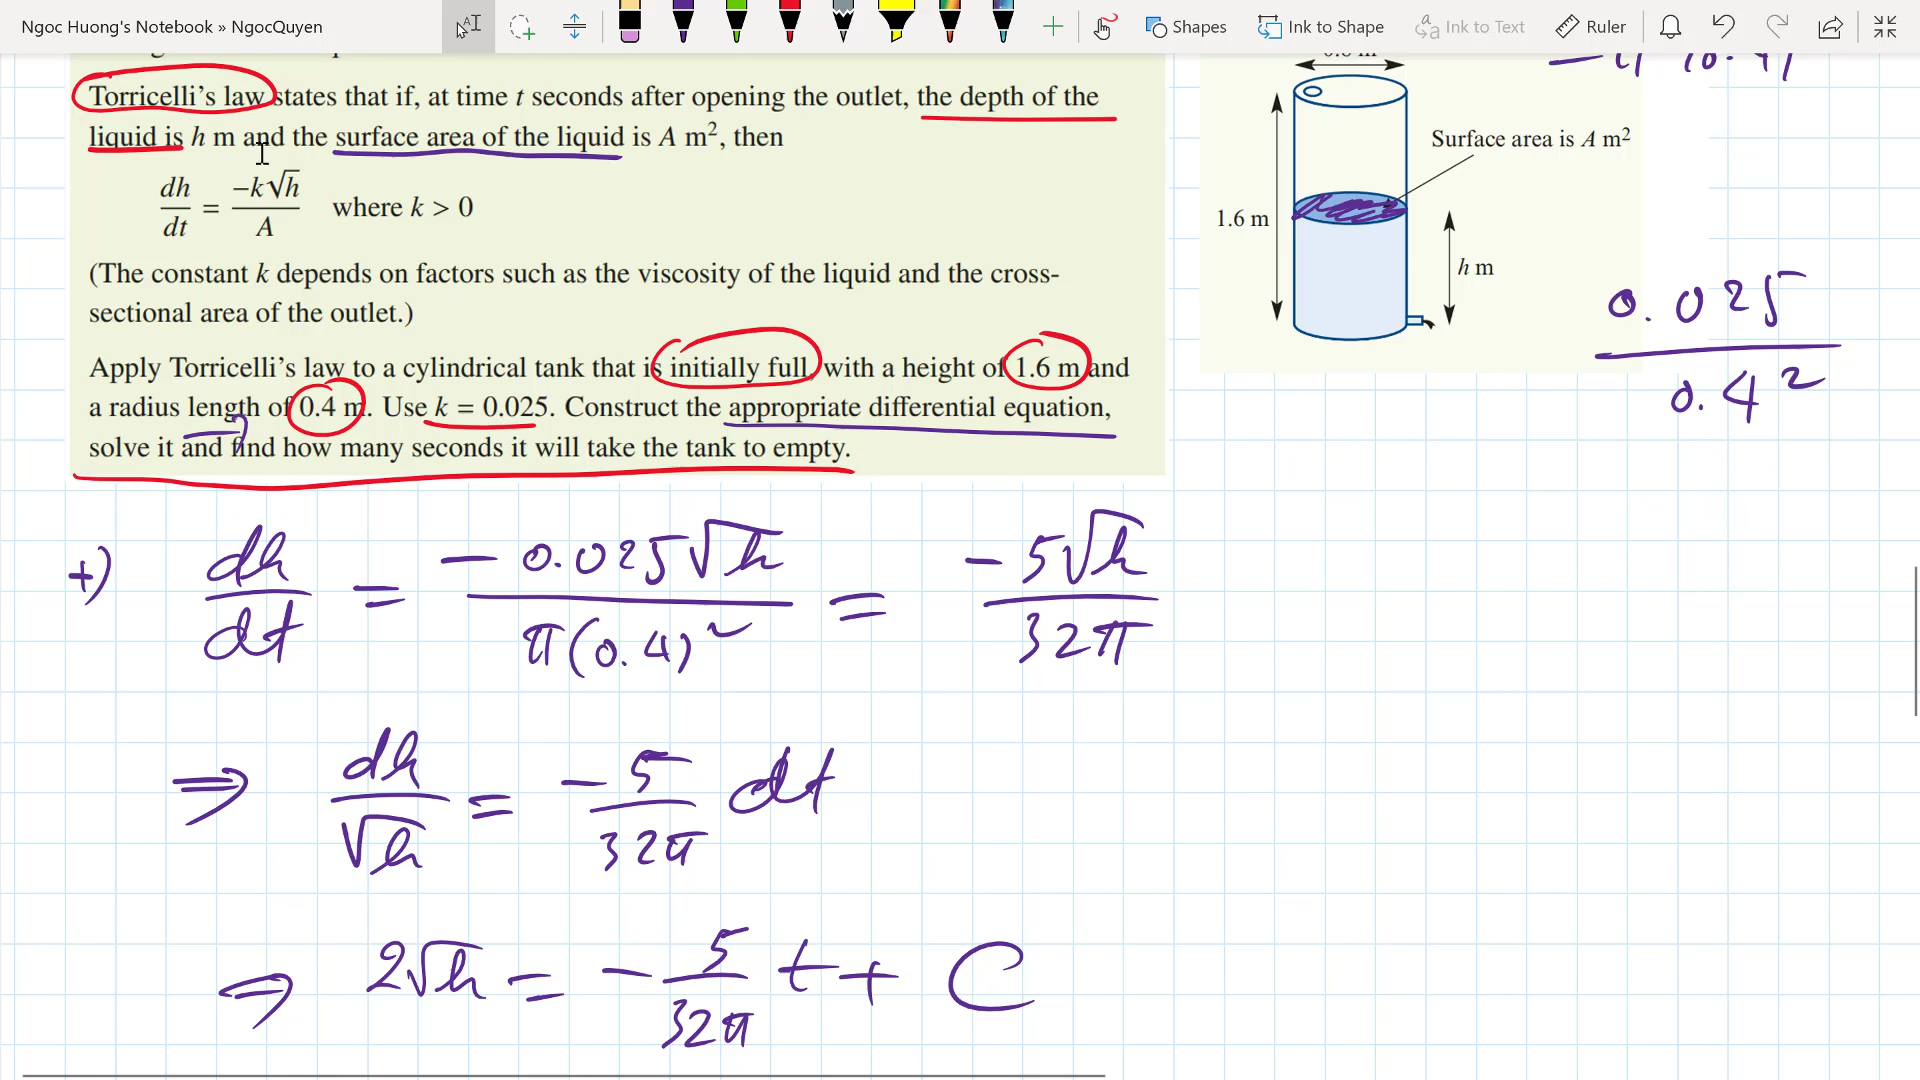 Ngoc Huong's Notebook » NgocQuyen
Shapes
Ink to Shape
Ink to Text
Ruler
Torricelli’s law states that if, at time t seconds after opening the outlet, the depth of the
liquid is h m and the surface area of the liquid is A m², then
dh/dt = −k√h/A where k > 0
(The constant k depends on factors such as the viscosity of the liquid and the cross-
sectional area of the outlet.)
Apply Torricelli’s law to a cylindrical tank that is initially full, with a height of 1.6 m and
a radius length of 0.4 m. Use k = 0.025. Construct the appropriate differential equation,
solve it and find how many seconds it will take the tank to empty.
Surface area is A m²
1.6 m
h m
0.025/0.4²
+) dh/dt = −0.025√h/π(0.4)² = −5√h/32π
⇒ dh/√h = −5/32π dt
⇒ 2√h = −5/32π t + C